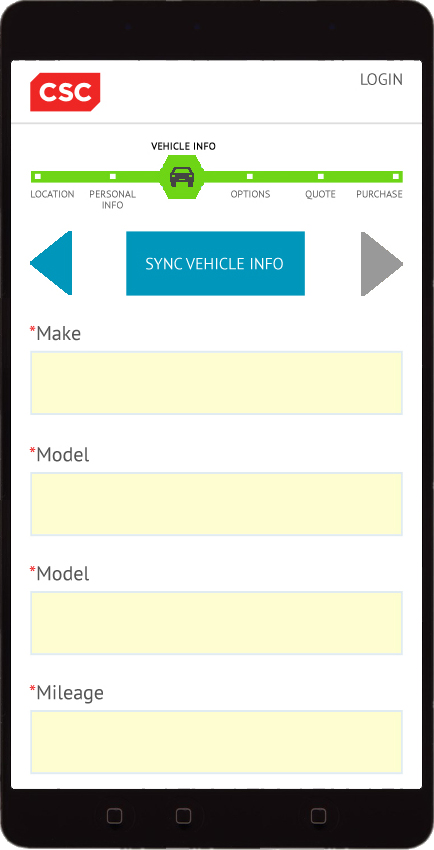 CSC
LOGIN
VEHICLE INFO
LOCATION
PERSONAL
INFO
OPTIONS
QUOTE
PURCHASE
SYNC VEHICLE INFO
*Make
*Model
*Model
*Mileage